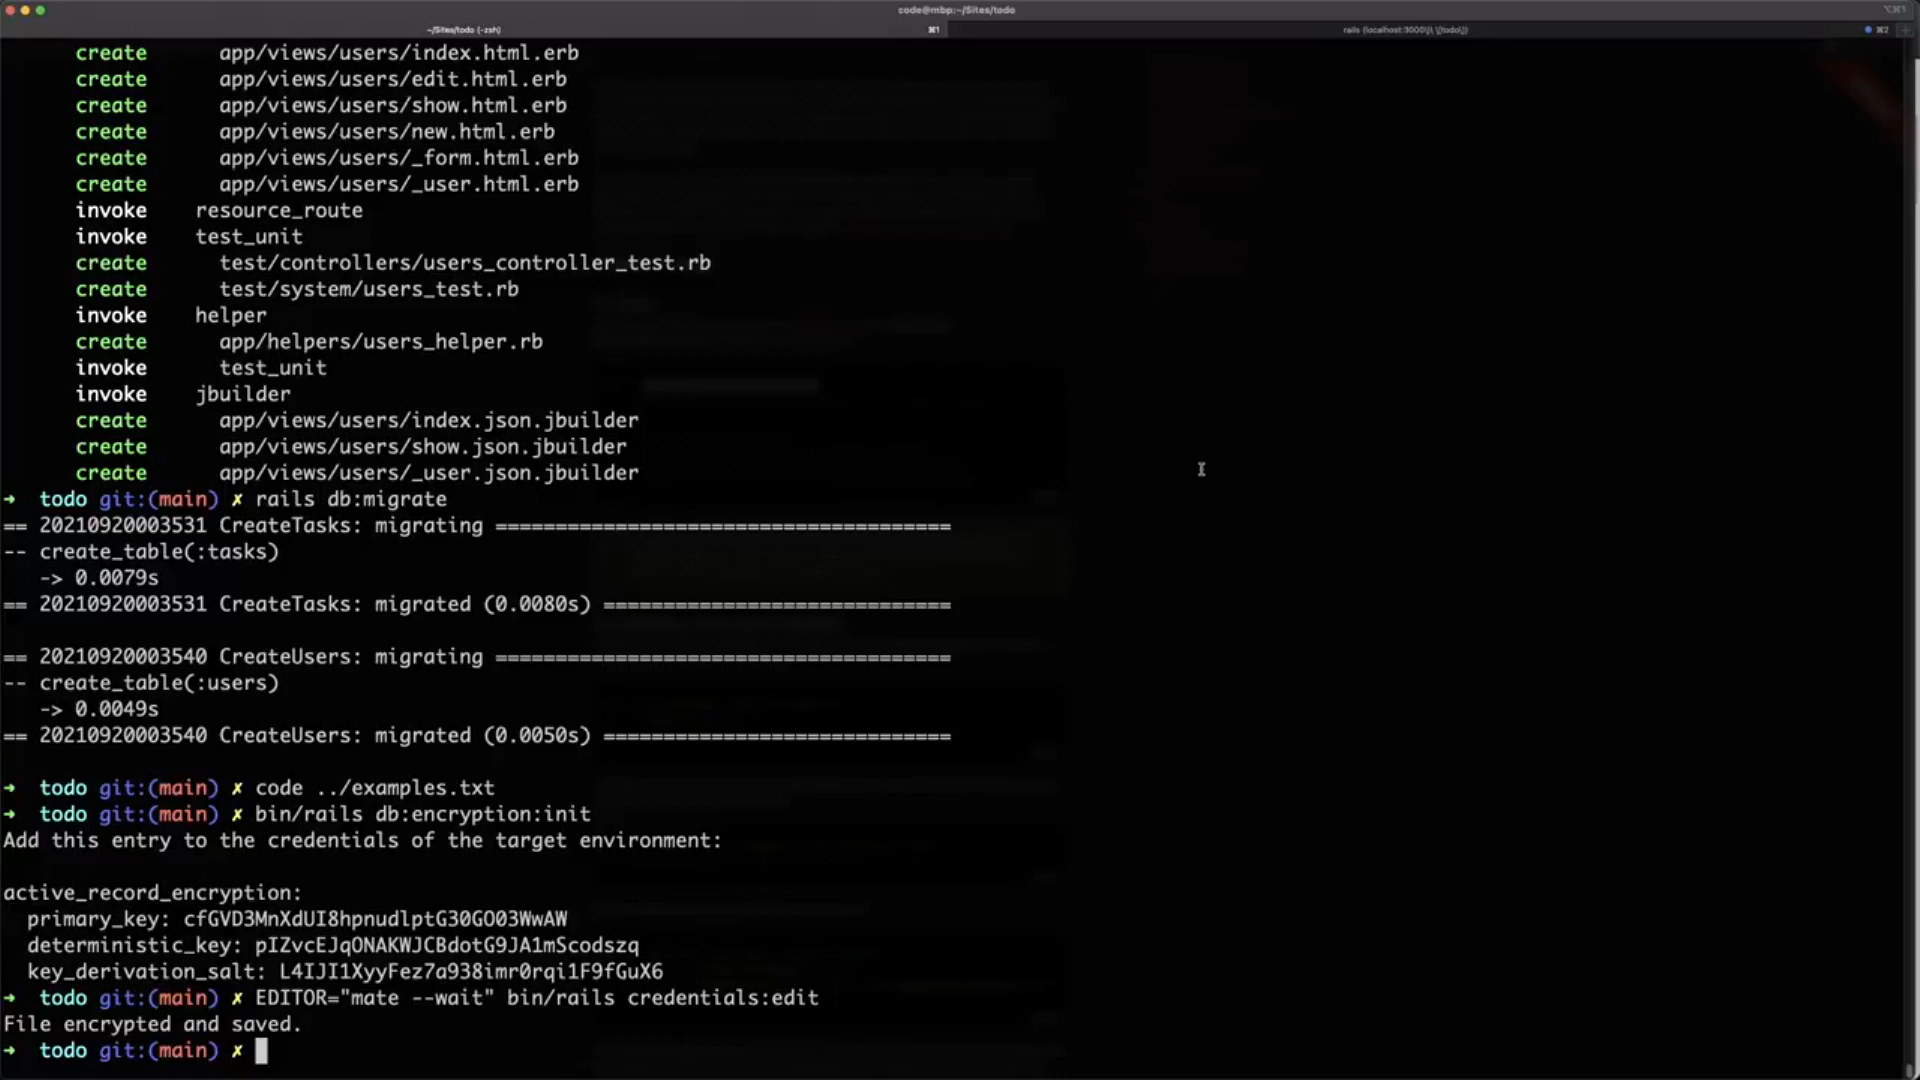 code@mbp:~/Sites/todo
~/Sites/todo (-zsh) ⌘1 rails (localhost:3000)\ \(todo\)) ⌘2
create app/views/users/index.html.erb
create app/views/users/edit.html.erb
create app/views/users/show.html.erb
create app/views/users/new.html.erb
create app/views/users/_form.html.erb
create app/views/users/_user.html.erb
invoke resource_route
invoke test_unit
create test/controllers/users_controller_test.rb
create test/system/users_test.rb
invoke helper
create app/helpers/users_helper.rb
invoke test_unit
invoke jbuilder
create app/views/users/index.json.jbuilder
create app/views/users/show.json.jbuilder
create app/views/users/_user.json.jbuilder
→ todo git:(main) ✗ rails db:migrate
== 20210920003531 CreateTasks: migrating ======================================
-- create_table(:tasks)
-> 0.0079s
== 20210920003531 CreateTasks: migrated (0.0080s) =============================
== 20210920003540 CreateUsers: migrating ======================================
-- create_table(:users)
-> 0.0049s
== 20210920003540 CreateUsers: migrated (0.0050s) =============================
→ todo git:(main) ✗ code ../examples.txt
→ todo git:(main) ✗ bin/rails db:encryption:init
Add this entry to the credentials of the target environment:
active_record_encryption:
primary_key: cfGVD3MnXdUI8hpnudlptG30GO03WwAW
deterministic_key: pIZvcEJqONAKWJCBdotG9JA1mScodszq
key_derivation_salt: L4IJI1XyyFez7a938imr0rqi1F9fGuX6
→ todo git:(main) ✗ EDITOR="mate --wait" bin/rails credentials:edit
File encrypted and saved.
→ todo git:(main) ✗